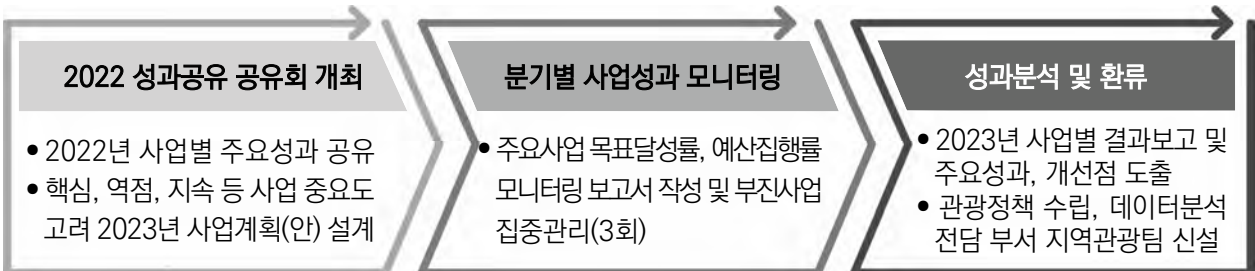 2022 성과공유 공유회 개최
• 2022년 사업별 주요성과 공유
• 핵심, 역점, 지속 등 사업 중요도
고려 2023년 사업계획(안) 설계
분기별 사업성과 모니터링
• 주요사업 목표달성률, 예산집행률
모니터링 보고서 작성 및 부진사업
집중관리(3회)
성과분석 및 환류
• 2023년 사업별 결과보고 및
주요성과, 개선점 도출
• 관광정책 수립, 데이터분석
전담 부서 지역관광팀 신설